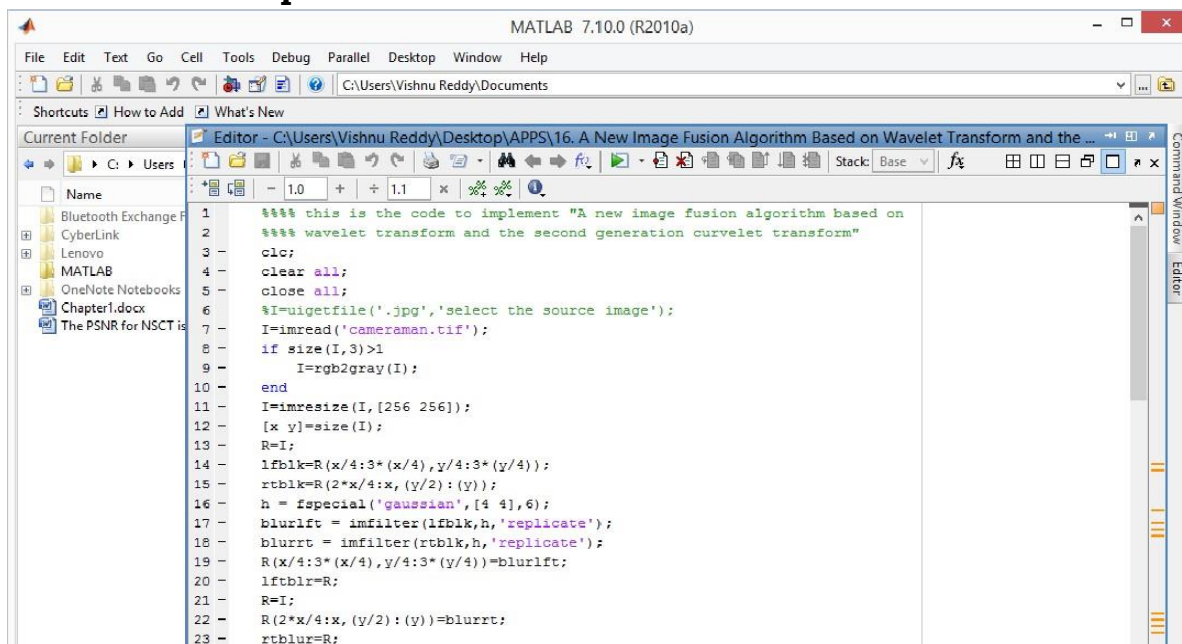 MATLAB 7.10.0 (R2010a)
File Edit Text Go Cell Tools Debug Parallel Desktop Window Help
C:\Users\Vishnu Reddy\Documents
Shortcuts How to Add What's New
Current Folder
Editor - C:\Users\Vishnu Reddy\Desktop\APPS\16. A New Image Fusion Algorithm Based on Wavelet Transform and the ...
C: Users
Stack: Base fx
Name
- 1.0 + ÷ 1.1 ×
Bluetooth Exchange F
CyberLink
Lenovo
MATLAB
OneNote Notebooks
Chapter1.docx
The PSNR for NSCT is
1 %%%% this is the code to implement "A new image fusion algorithm based on
2 %%%% wavelet transform and the second generation curvelet transform"
3 - clc;
4 - clear all;
5 - close all;
6 %I=uigetfile('.jpg','select the source image');
7 - I=imread('cameraman.tif');
8 - if size(I,3)>1
9 - I=rgb2gray(I);
10 - end
11 - I=imresize(I,[256 256]);
12 - [x y]=size(I);
13 - R=I;
14 - lfblk=R(x/4:3*(x/4),y/4:3*(y/4));
15 - rtblk=R(2*x/4:x,(y/2):(y));
16 - h = fspecial('gaussian',[4 4],6);
17 - blurlft = imfilter(lfblk,h,'replicate');
18 - blurrt = imfilter(rtblk,h,'replicate');
19 - R(x/4:3*(x/4),y/4:3*(y/4))=blurlft;
20 - lftblr=R;
21 - R=I;
22 - R(2*x/4:x,(y/2):(y))=blurrt;
23 - rtblur=R;
Command Window
Editor